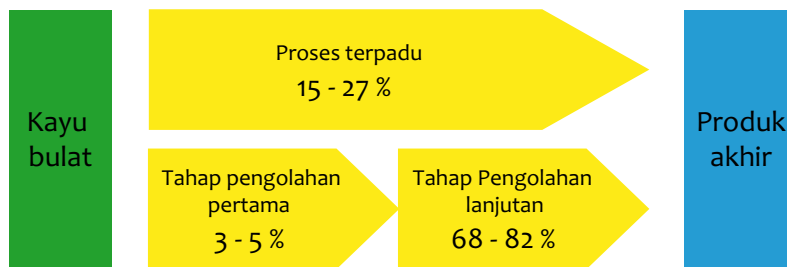 Kayu
bulat
Proses terpadu
15 - 27 %
Tahap pengolahan
pertama
3 - 5 %
Tahap Pengolahan
lanjutan
68 - 82 %
Produk
akhir